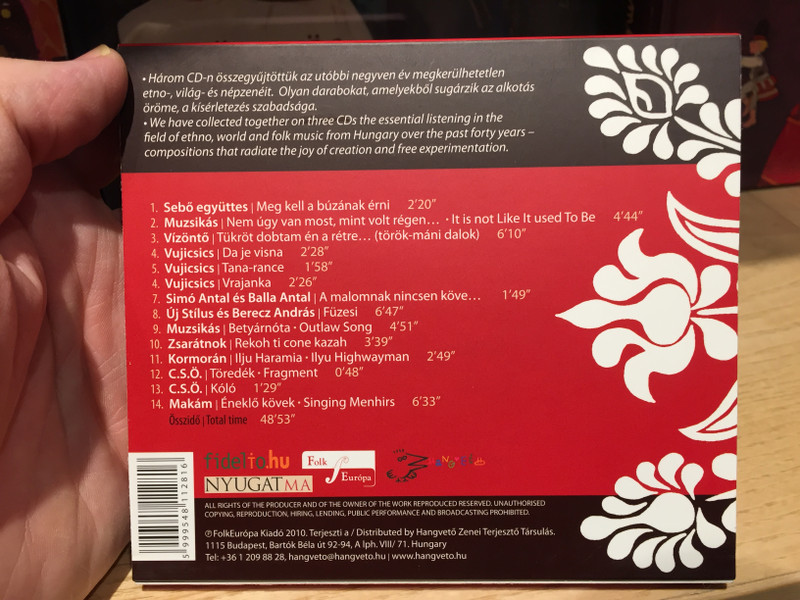 • Három CD-n összegyűjtöttük az utóbbi negyven év megkerülhetetlen
etno-, világ- és népzenéit. Olyan darabokat, amelyekből sugárzik az alkotás
öröme, a kísérletezés szabadsága.
• We have collected together on three CDs the essential listening in the
field of ethno, world and folk music from Hungary over the past forty years –
compositions that radiate the joy of creation and free experimentation.
1. Sebő együttes | Meg kell a búzának érni 2'20"
2. Muzsikás | Nem úgy van most, mint volt régen… • It is not Like It used To Be 4'44"
3. Vízöntő | Tükröt dobtam én a rétre… (török-máni dalok) 6'10"
4. Vujicsics | Da je visna 2'28"
5. Vujicsics | Tana-rance 1'58"
6. Vujicsics | Vrajanka 2'26"
7. Simó Antal és Balla Antal | A malomnak nincsen köve… 1'49"
8. Új Stílus és Berecz András | Füzesi 6'47"
9. Muzsikás | Betyárnóta • Outlaw Song 4'51"
10. Zsarátnok | Rekoh ti cone kazah 3'39"
11. Kormorán | Ilju Haramia • Ilyu Highwayman 2'49"
12. C.S.Ö. | Töredék • Fragment 0'48"
13. C.S.Ö. | Kóló 1'29"
14. Makám | Éneklő kövek • Singing Menhirs 6'33"
Összidő | Total time 48'53"
fidelio.hu
Folk Európa
NYUGATMA
ALL RIGHTS OF THE PRODUCER AND OF THE OWNER OF THE WORK REPRODUCED RESERVED. UNAUTHORISED
COPYING, REPRODUCTION, HIRING, LENDING, PUBLIC PERFORMANCE AND BROADCASTING PROHIBITED.
℗ FolkEurópa Kiadó 2010. Terjeszti a / Distributed by Hangvető Zenei Terjesztő Társulás.
1115 Budapest, Bartók Béla út 92-94, A lph. VIII/ 71. Hungary
Tel: +36 1 209 88 28, hangveto@hangveto.hu • www.hangveto.hu
5 999548 112816